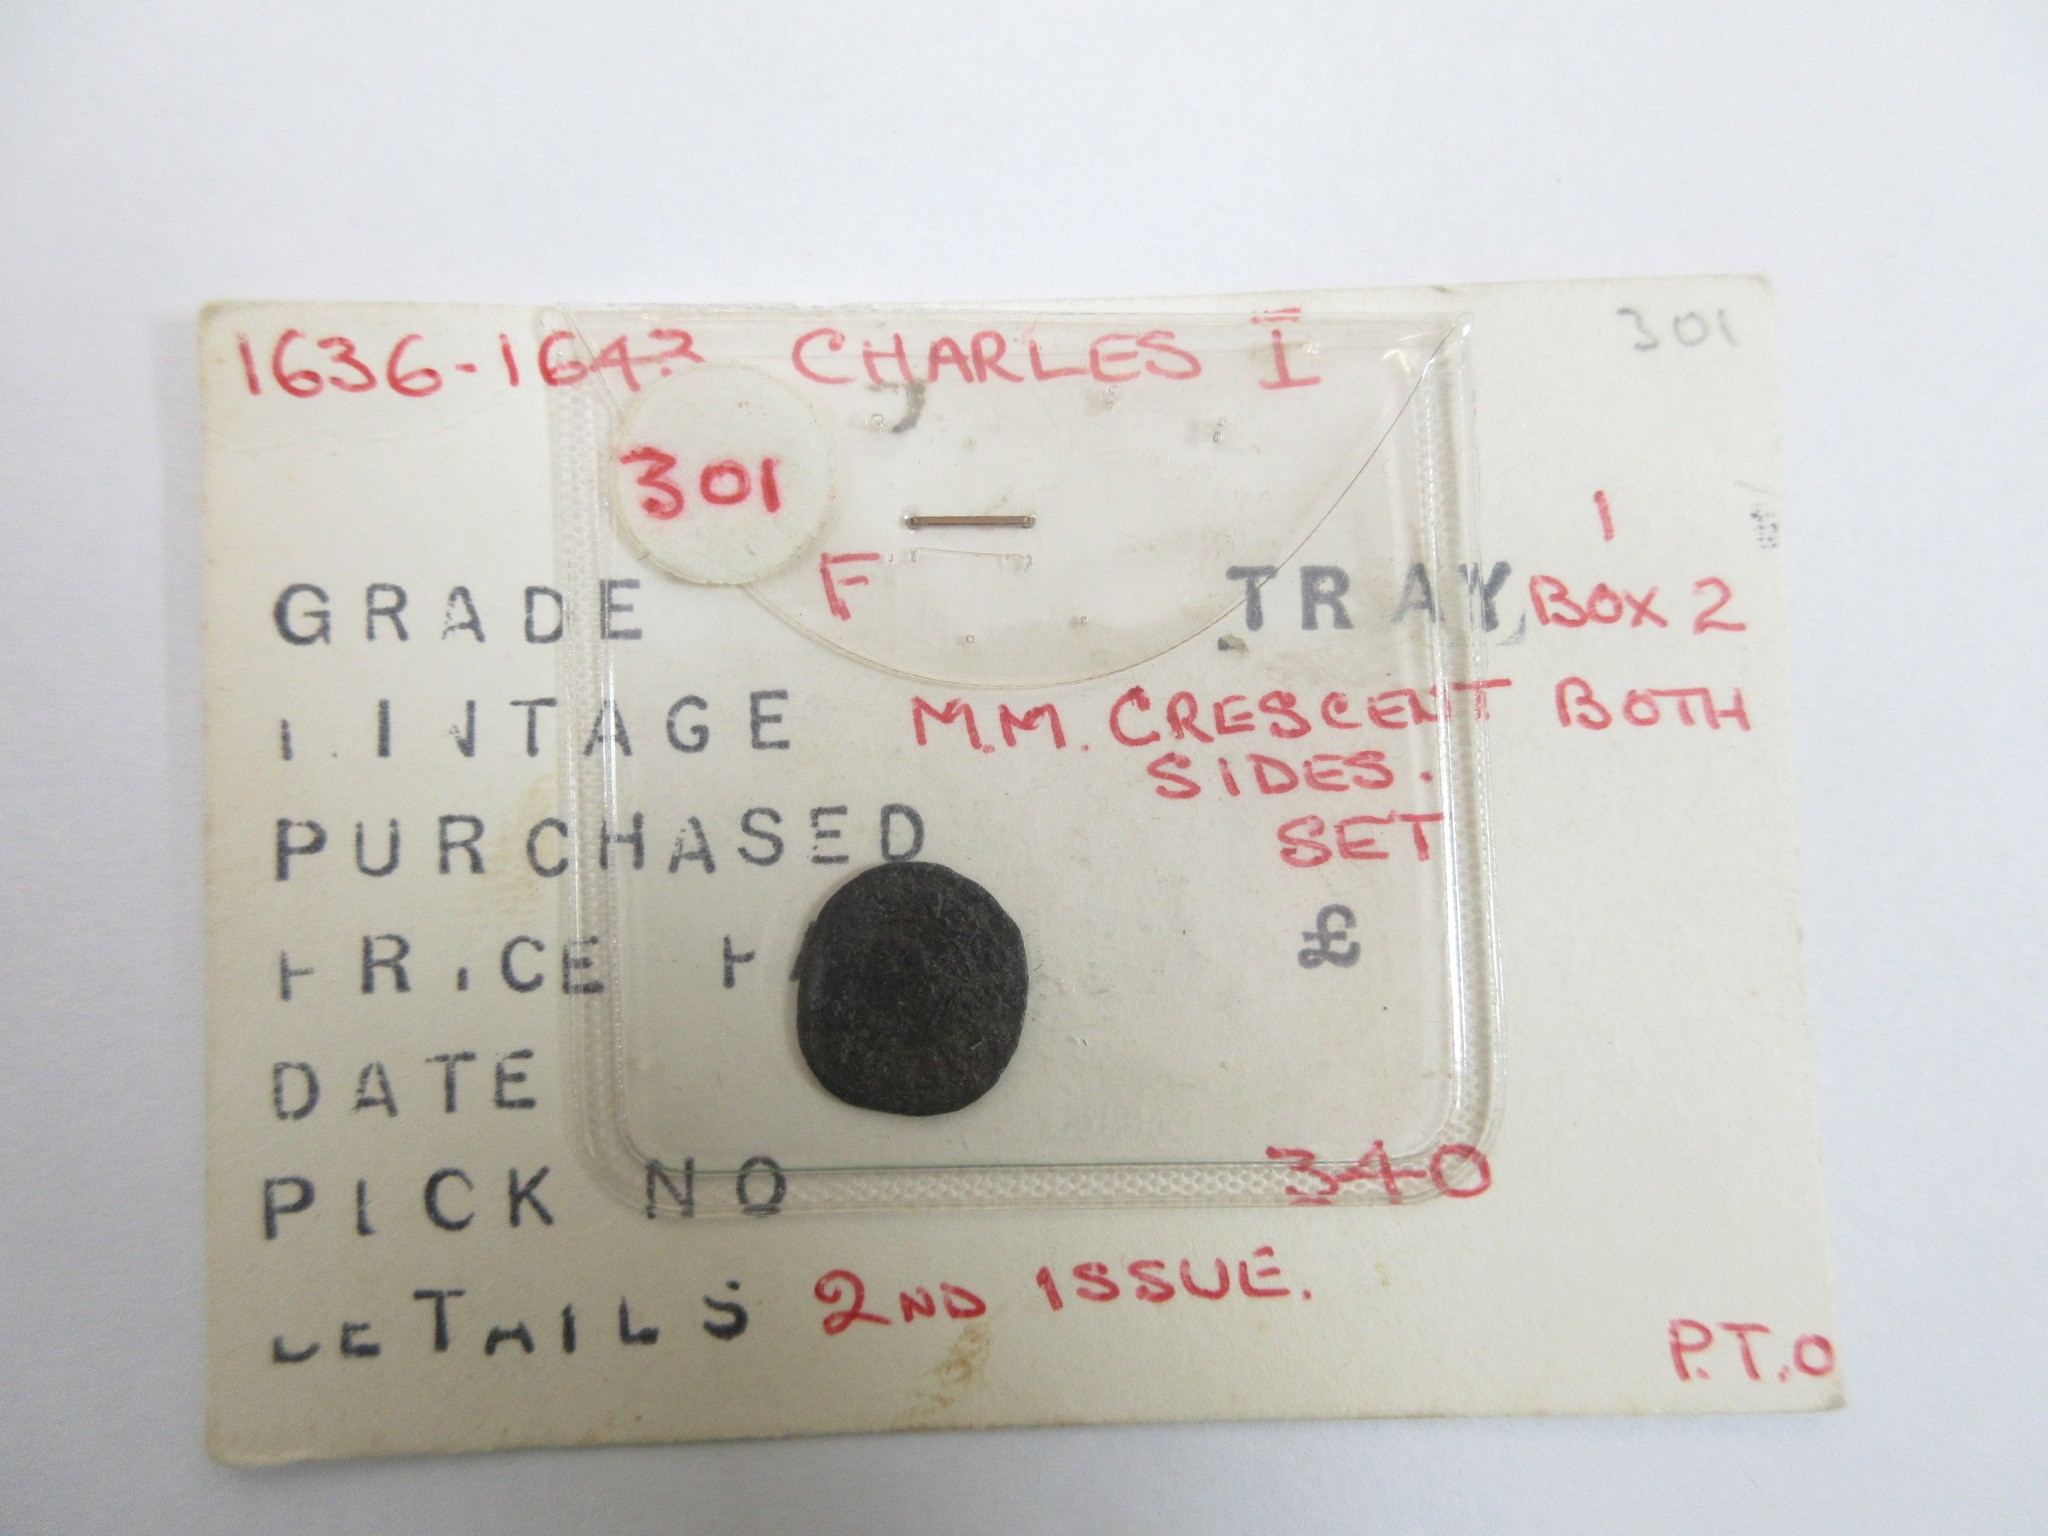 1636-164? CHARLES I
301
301
1
GRADE F TRAY BOX 2
MINTAGE M.M. CRESCENT BOTH
SIDES.
PURCHASED SET
PRICE £
DATE
PICK NO 340
DETAILS 2ND ISSUE.
P.T.O